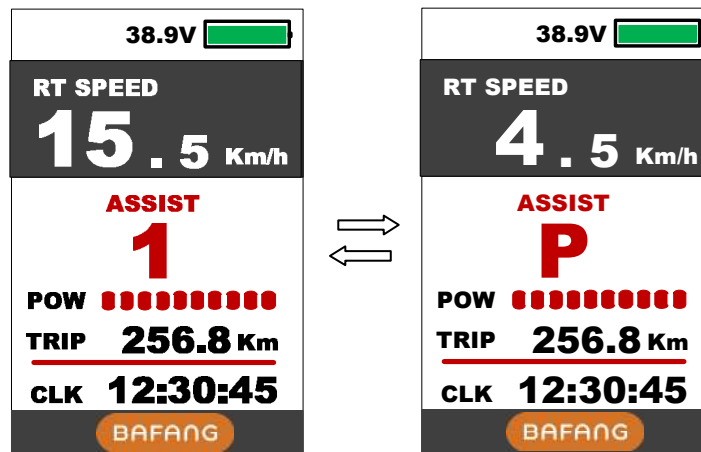 38.9V
RT SPEED
15.5 Km/h
ASSIST
1
POW
TRIP 256.8 Km
CLK 12:30:45
BAFANG
38.9V
RT SPEED
4.5 Km/h
ASSIST
P
POW
TRIP 256.8 Km
CLK 12:30:45
BAFANG